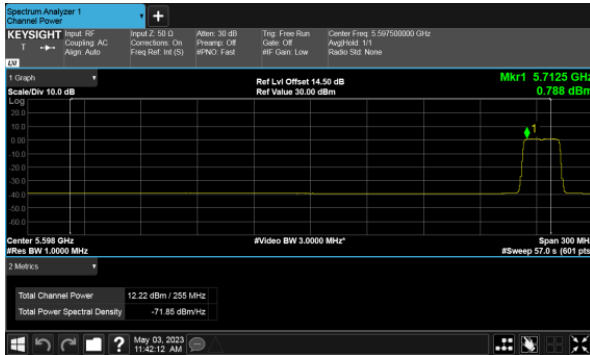 Spectrum Analyzer 1
Channel Power
KEYSIGHT
T
LXI
Input: RF
Coupling: AC
Align: Auto
Input Z: 50 Ω
Corrections: On
Freq Ref: Int (S)
Atten: 30 dB
Preamp: Off
#PNO: Fast
Trig: Free Run
Gate: Off
#IF Gain: Low
Center Freq: 5.597500000 GHz
Avg|Hold: 1/1
Radio Std: None
1 Graph
Scale/Div 10.0 dB
Ref Lvl Offset 14.50 dB
Ref Value 30.00 dBm
Mkr1 5.7125 GHz
0.788 dBm
Log
20.0
10.0
0.00
-10.0
-20.0
-30.0
-40.0
-50.0
-60.0
1
Center 5.598 GHz
#Res BW 1.0000 MHz
#Video BW 3.0000 MHz*
Span 300 MHz
#Sweep 57.0 s (601 pts)
2 Metrics
Total Channel Power 12.22 dBm / 255 MHz
Total Power Spectral Density -71.85 dBm/Hz
?
May 03, 2023
11:42:12 AM